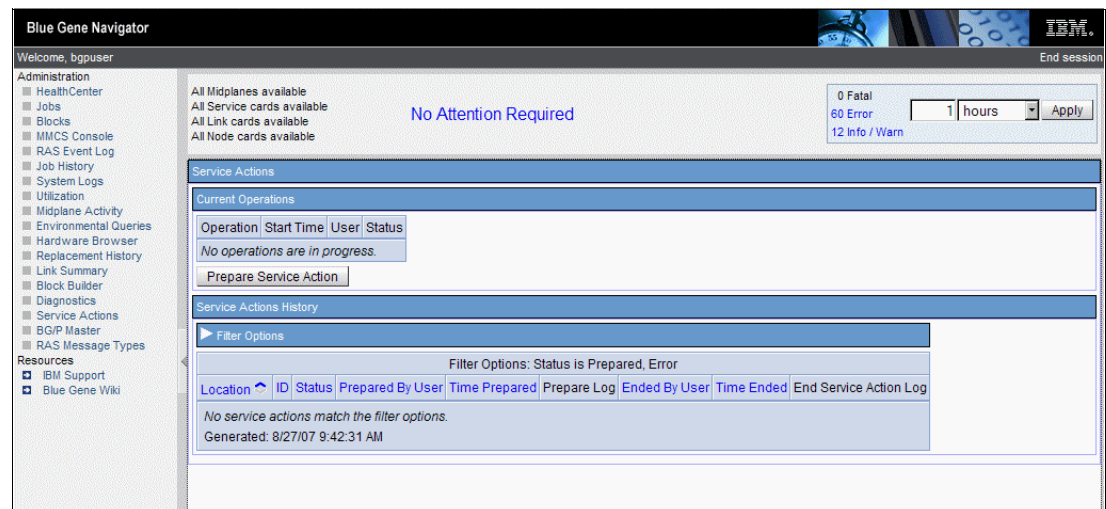 Blue Gene Navigator
IBM.
Welcome, bgpuser
End session
Administration
HealthCenter
Jobs
Blocks
MMCS Console
RAS Event Log
Job History
System Logs
Utilization
Midplane Activity
Environmental Queries
Hardware Browser
Replacement History
Link Summary
Block Builder
Diagnostics
Service Actions
BG/P Master
RAS Message Types
Resources
IBM Support
Blue Gene Wiki
All Midplanes available
All Service cards available
All Link cards available
All Node cards available
No Attention Required
0 Fatal
60 Error
12 Info / Warn
1 hours Apply
Service Actions
Current Operations
Operation Start Time User Status
No operations are in progress.
Prepare Service Action
Service Actions History
Filter Options
Filter Options: Status is Prepared, Error
Location ID Status Prepared By User Time Prepared Prepare Log Ended By User Time Ended End Service Action Log
No service actions match the filter options.
Generated: 8/27/07 9:42:31 AM